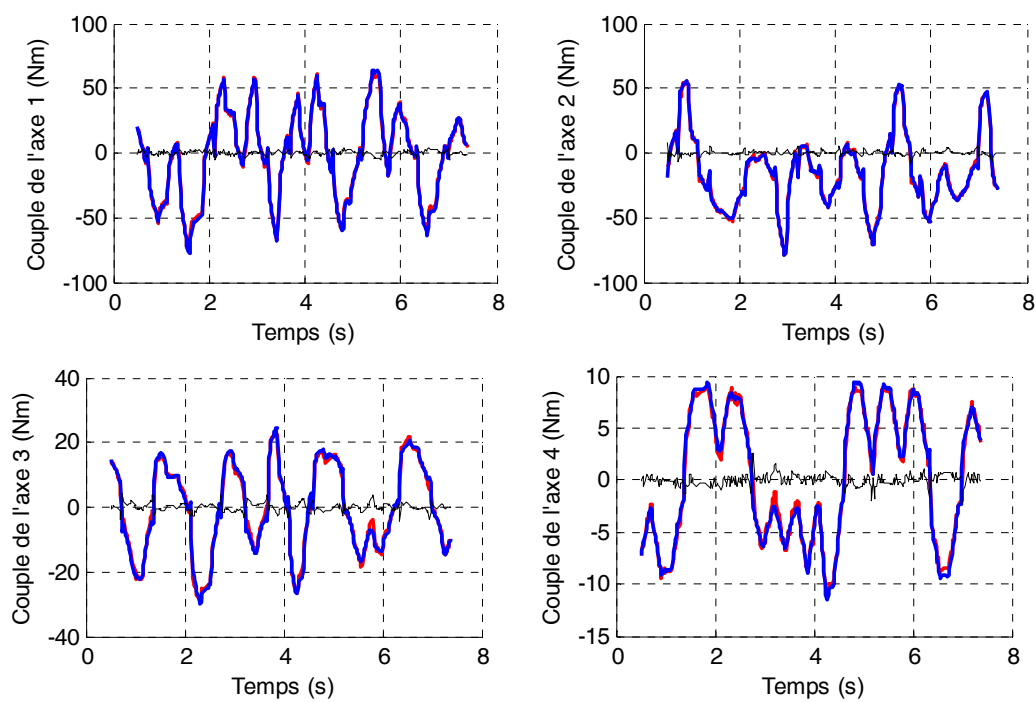 Couple de l'axe 1 (Nm)
100
50
0
-50
-100
0 2 4 6 8
Temps (s)
Couple de l'axe 2 (Nm)
100
50
0
-50
-100
0 2 4 6 8
Temps (s)
Couple de l'axe 3 (Nm)
40
20
0
-20
-40
0 2 4 6 8
Temps (s)
Couple de l'axe 4 (Nm)
10
5
0
-5
-10
-15
0 2 4 6 8
Temps (s)